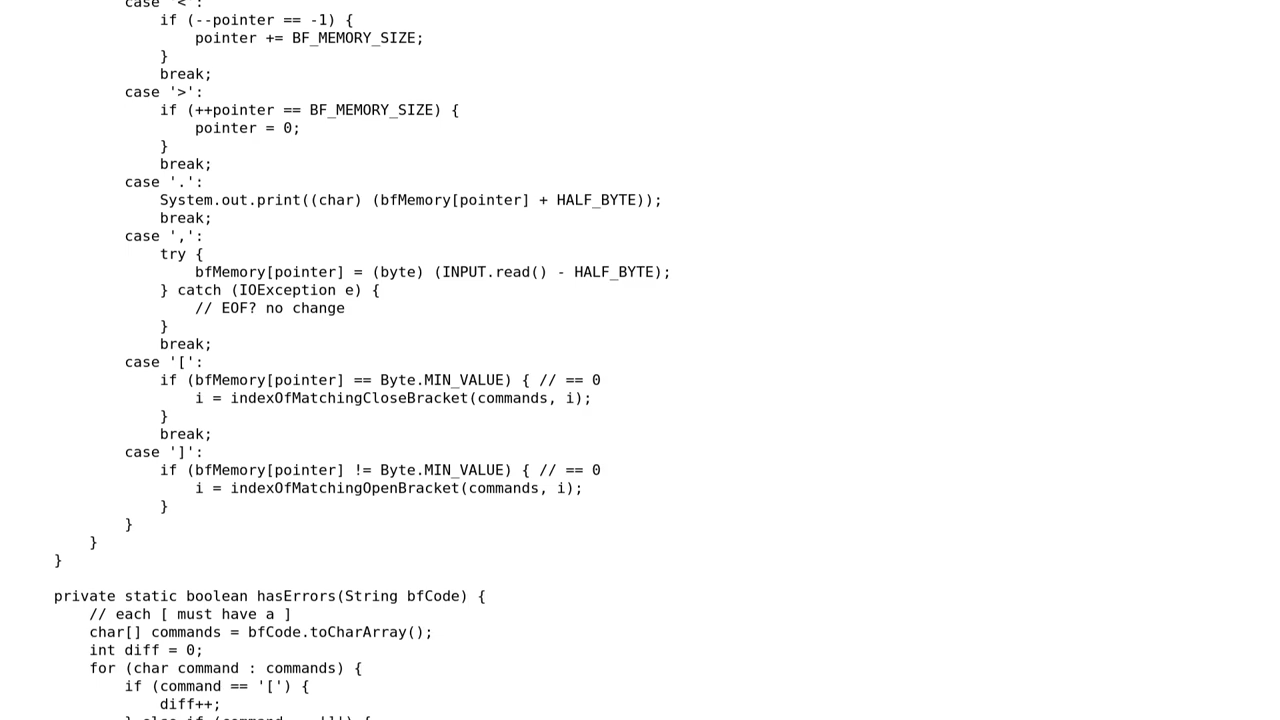 case '<':
if (--pointer == -1) {
pointer += BF_MEMORY_SIZE;
}
break;
case '>':
if (++pointer == BF_MEMORY_SIZE) {
pointer = 0;
}
break;
case '.':
System.out.print((char) (bfMemory[pointer] + HALF_BYTE));
break;
case ',':
try {
bfMemory[pointer] = (byte) (INPUT.read() - HALF_BYTE);
} catch (IOException e) {
// EOF? no change
}
break;
case '[':
if (bfMemory[pointer] == Byte.MIN_VALUE) { // == 0
i = indexOfMatchingCloseBracket(commands, i);
}
break;
case ']':
if (bfMemory[pointer] != Byte.MIN_VALUE) { // == 0
i = indexOfMatchingOpenBracket(commands, i);
}
}
}
}
private static boolean hasErrors(String bfCode) {
// each [ must have a ]
char[] commands = bfCode.toCharArray();
int diff = 0;
for (char command : commands) {
if (command == '[') {
diff++;
} else if (command == ']') {